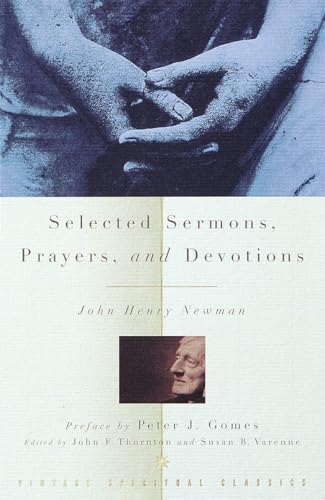 Selected Sermons,
Prayers, and Devotions
John Henry Newman
Preface by Peter J. Gomes
Edited by John F. Thornton and Susan B. Varenne
VINTAGE SPIRITUAL CLASSICS